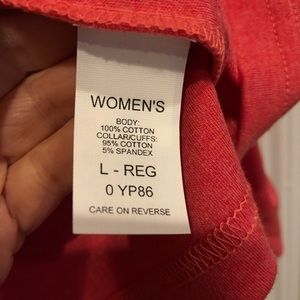 WOMEN'S
BODY:
100% COTTON
COLLAR/CUFFS:
95% COTTON
5% SPANDEX
L - REG
0 YP86
CARE ON REVERSE